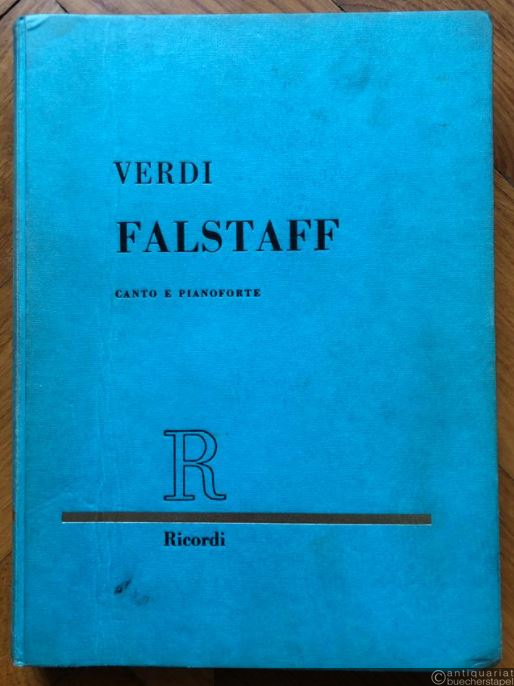 VERDI
FALSTAFF
CANTO E PIANOFORTE
R
Ricordi
antiquariat
buecherstapel